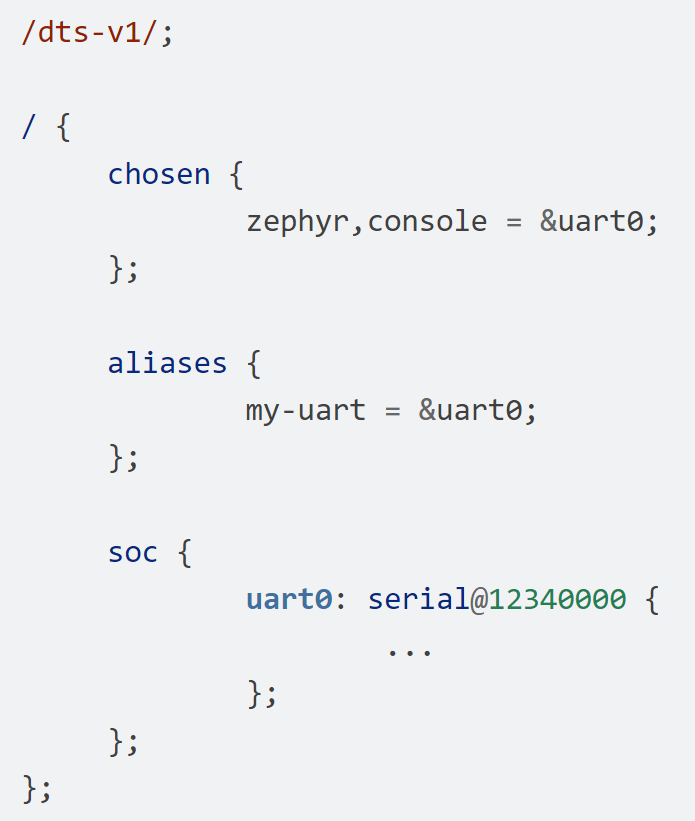 /dts-v1/;
/ {
chosen {
zephyr,console = &uart0;
};
aliases {
my-uart = &uart0;
};
soc {
uart0: serial@12340000 {
...
};
};
};